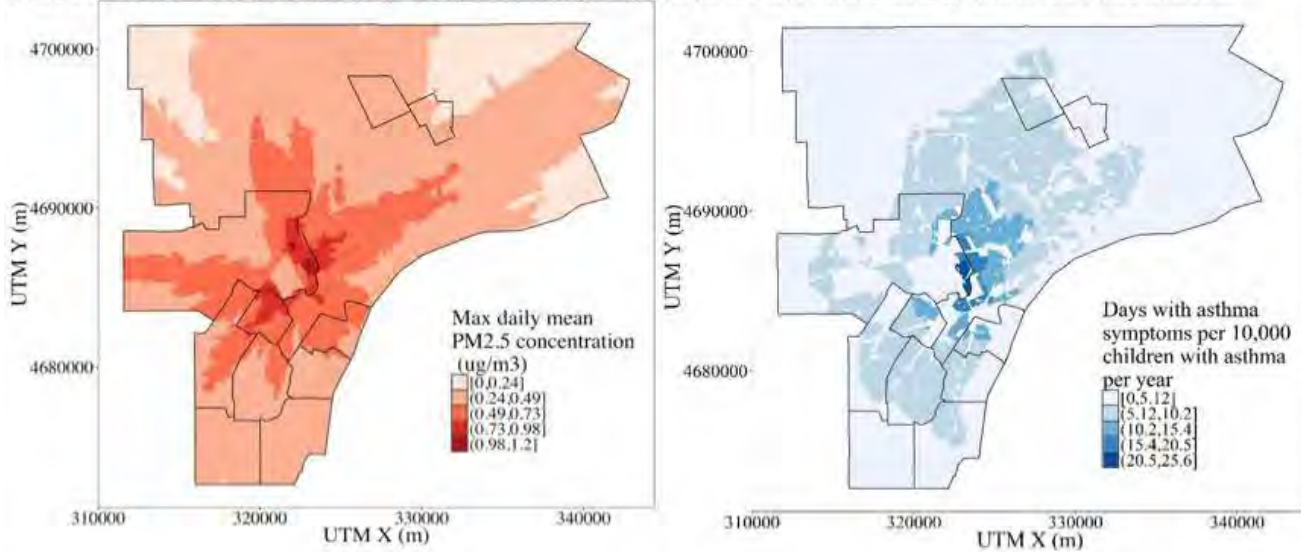 4700000
4690000
4680000
UTM Y (m)
310000 320000 330000 340000
UTM X (m)
Max daily mean
PM2.5 concentration
(ug/m3)
[0,0.24]
(0.24,0.49]
(0.49,0.73]
(0.73,0.98]
(0.98,1.2]
4700000
4690000
4680000
UTM Y (m)
310000 320000 330000 340000
UTM X (m)
Days with asthma
symptoms per 10,000
children with asthma
per year
[0,5.12]
(5.12,10.2]
(10.2,15.4]
(15.4,20.5]
(20.5,25.6]